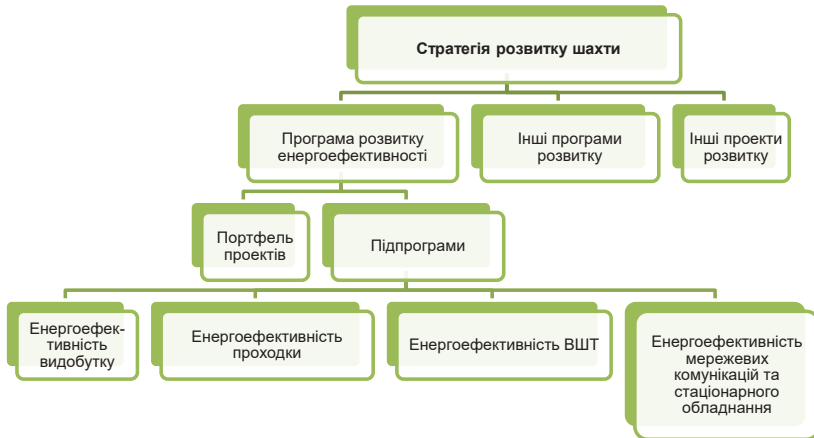 Стратегія розвитку шахти
Програма розвитку
енергоефективності
Інші програми
розвитку
Інші проекти
розвитку
Портфель
проектів
Підпрограми
Енергоефек-
тивність
видобутку
Енергоефективність
проходки
Енергоефективність ВШТ
Енергоефективність
мережевих
комунікацій та
стаціонарного
обладнання